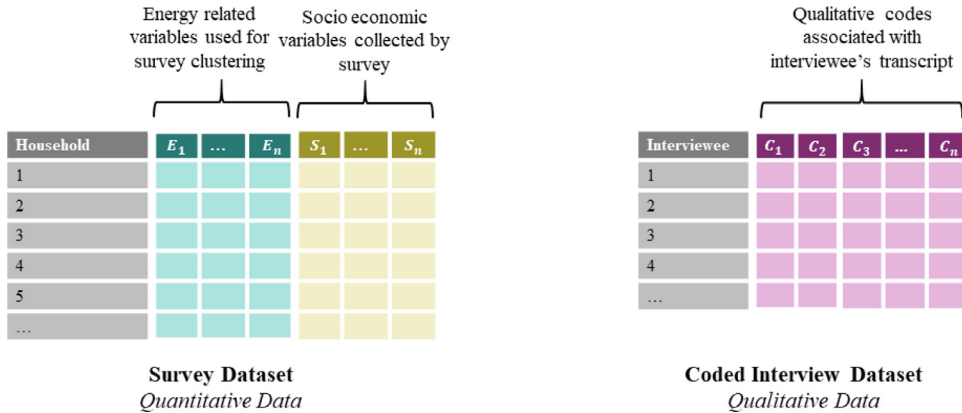 Energy related
variables used for
survey clustering
Socio economic
variables collected by
survey
Household E₁ ... Eₙ S₁ ... Sₙ
1
2
3
4
5
...
Survey Dataset
Quantitative Data
Qualitative codes
associated with
interviewee's transcript
Interviewee C₁ C₂ C₃ ... Cₙ
1
2
3
4
...
Coded Interview Dataset
Qualitative Data